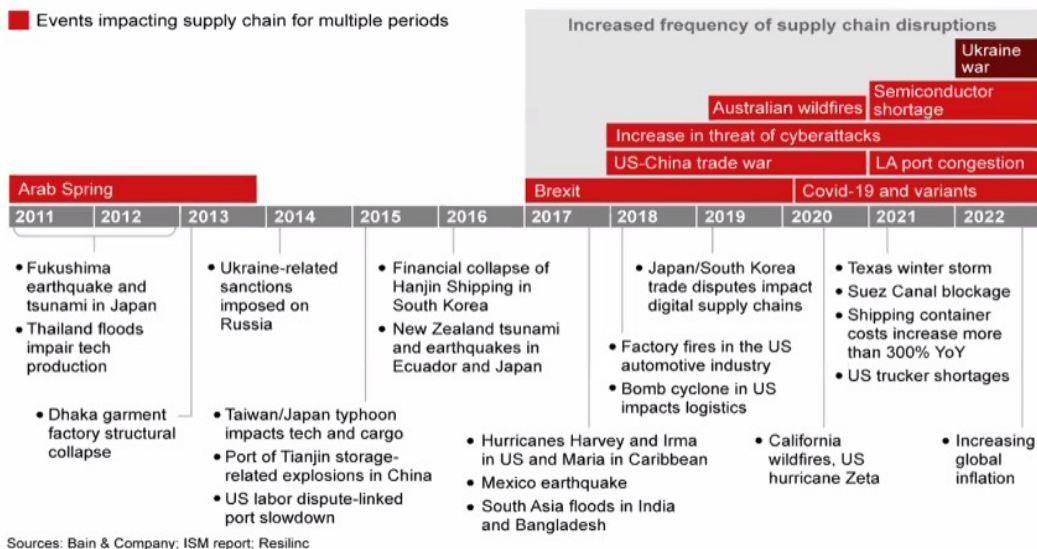 Events impacting supply chain for multiple periods
Increased frequency of supply chain disruptions
Ukraine
war
Semiconductor
shortage
Australian wildfires
Increase in threat of cyberattacks
US-China trade war
LA port congestion
Arab Spring
Brexit
Covid-19 and variants
2011 2012 2013 2014 2015 2016 2017 2018 2019 2020 2021 2022
• Fukushima
earthquake and
tsunami in Japan
• Thailand floods
impair tech
production
• Dhaka garment
factory structural
collapse
• Ukraine-related
sanctions
imposed on
Russia
• Taiwan/Japan typhoon
impacts tech and cargo
• Port of Tianjin storage-
related explosions in China
• US labor dispute-linked
port slowdown
• Financial collapse of
Hanjin Shipping in
South Korea
• New Zealand tsunami
and earthquakes in
Ecuador and Japan
• Hurricanes Harvey and Irma
in US and Maria in Caribbean
• Mexico earthquake
• South Asia floods in India
and Bangladesh
• Factory fires in the US
automotive industry
• Bomb cyclone in US
impacts logistics
• Japan/South Korea
trade disputes impact
digital supply chains
• California
wildfires, US
hurricane Zeta
• Texas winter storm
• Suez Canal blockage
• Shipping container
costs increase more
than 300% YoY
• US trucker shortages
• Increasing
global
inflation
Sources: Bain & Company; ISM report; Resilinc